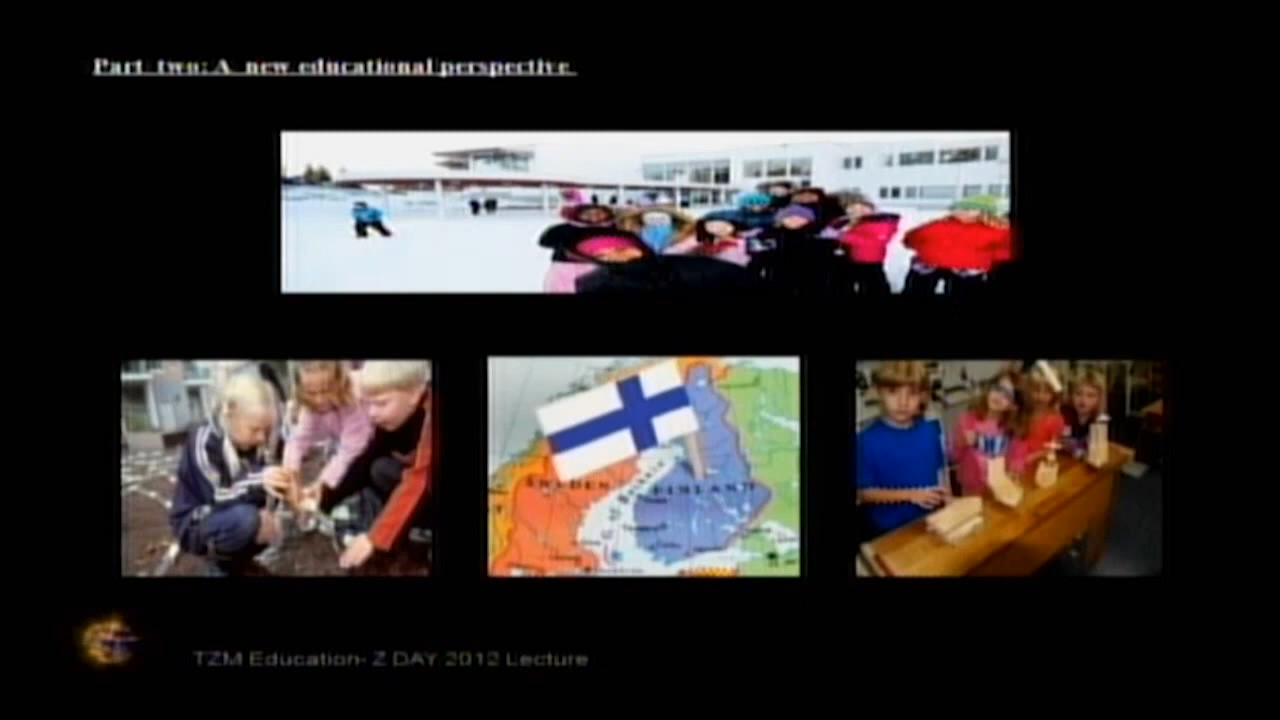 Part two: A new educational perspective
SWEDEN
FINLAND
TZM Education- Z DAY 2012 Lecture